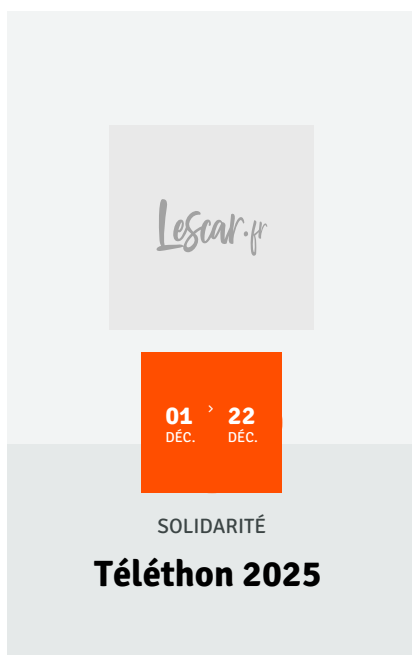 Lescar.fr
01 › 22
DÉC. DÉC.
SOLIDARITÉ
Téléthon 2025